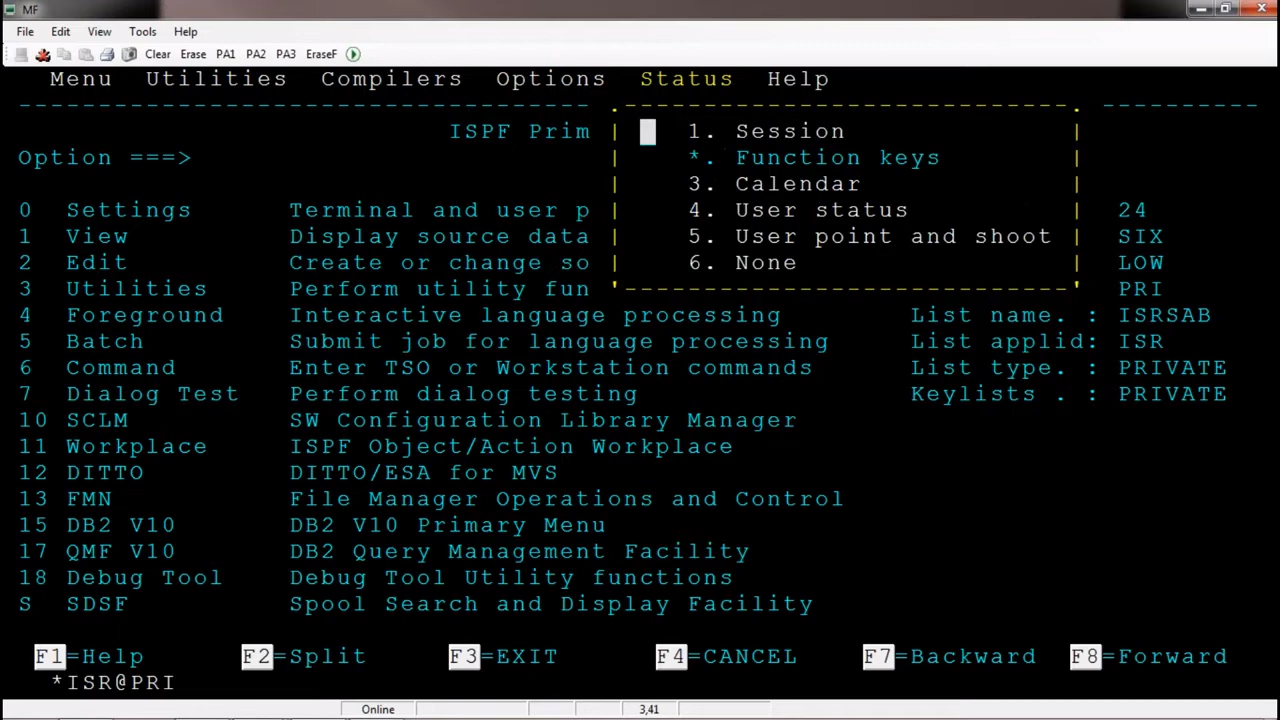 MF
File Edit View Tools Help
Clear Erase PA1 PA2 PA3 EraseF
Menu Utilities Compilers Options Status Help
ISPF Prim | 1. Session |
Option ===> | *. Function keys |
| 3. Calendar |
0 Settings Terminal and user p | 4. User status | 24
1 View Display source data | 5. User point and shoot | SIX
2 Edit Create or change so | 6. None | LOW
3 Utilities Perform utility fun PRI
4 Foreground Interactive language processing List name. : ISRSAB
5 Batch Submit job for language processing List applid: ISR
6 Command Enter TSO or Workstation commands List type. : PRIVATE
7 Dialog Test Perform dialog testing Keylists . : PRIVATE
10 SCLM SW Configuration Library Manager
11 Workplace ISPF Object/Action Workplace
12 DITTO DITTO/ESA for MVS
13 FMN File Manager Operations and Control
15 DB2 V10 DB2 V10 Primary Menu
17 QMF V10 DB2 Query Management Facility
18 Debug Tool Debug Tool Utility functions
S SDSF Spool Search and Display Facility
F1=Help F2=Split F3=EXIT F4=CANCEL F7=Backward F8=Forward
*ISR@PRI
Online 3,41